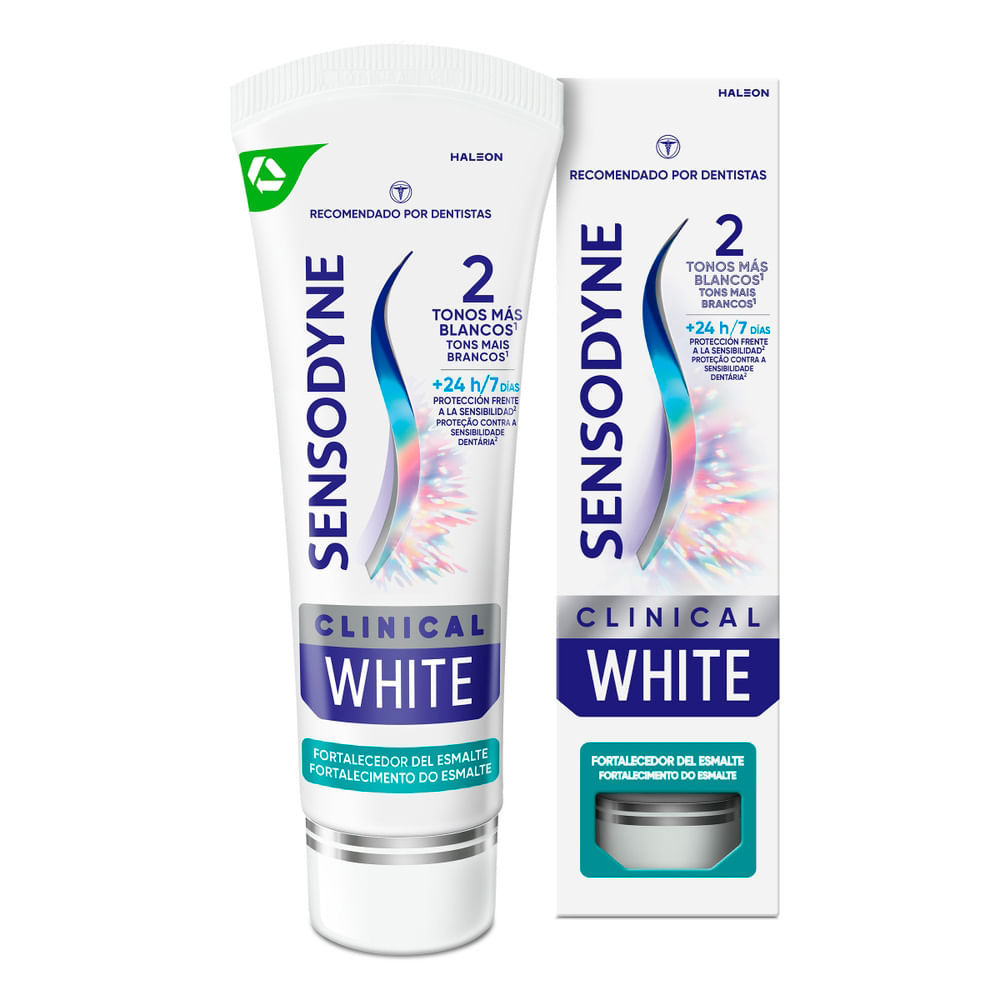 HALEON
RECOMENDADO POR DENTISTAS
SENSODYNE
2
TONOS MÁS
BLANCOS¹
TONS MAIS
BRANCOS¹
+24 h/7 DÍAS
PROTECCIÓN FRENTE
A LA SENSIBILIDAD²
PROTEÇÃO CONTRA A
SENSIBILIDADE
DENTÁRIA²
CLINICAL
WHITE
FORTALECEDOR DEL ESMALTE
FORTALECIMENTO DO ESMALTE
HALEON
RECOMENDADO POR DENTISTAS
SENSODYNE
2
TONOS MÁS
BLANCOS¹
TONS MAIS
BRANCOS¹
+24 h/7 DÍAS
PROTECCIÓN FRENTE
A LA SENSIBILIDAD²
PROTEÇÃO CONTRA A
SENSIBILIDADE
DENTÁRIA²
CLINICAL
WHITE
FORTALECEDOR DEL ESMALTE
FORTALECIMENTO DO ESMALTE